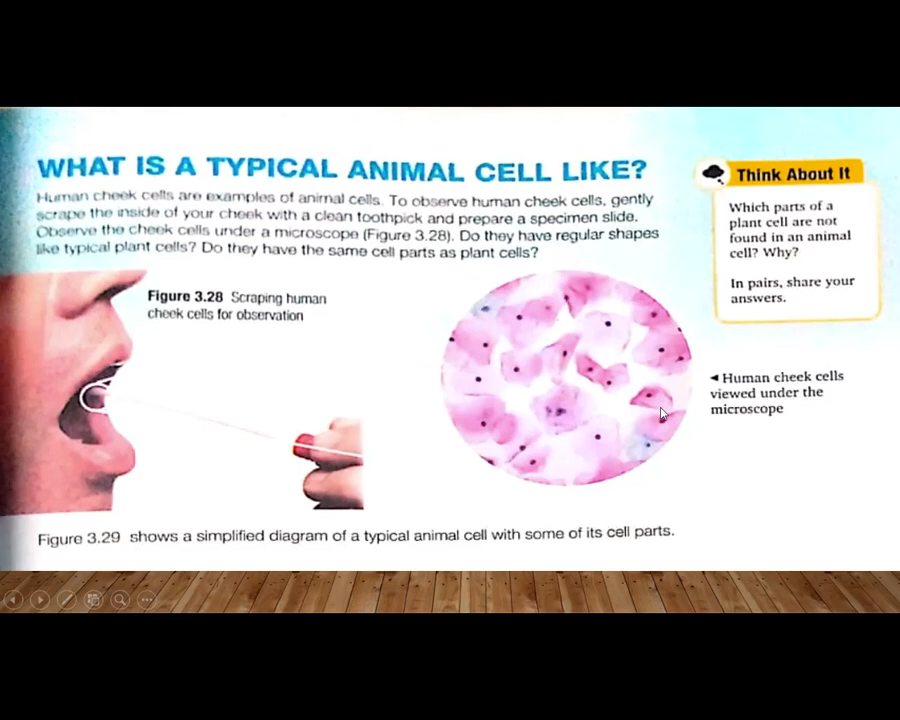 WHAT IS A TYPICAL ANIMAL CELL LIKE?
Human cheek cells are examples of animal cells. To observe human cheek cells, gently
scrape the inside of your cheek with a clean toothpick and prepare a specimen slide.
Observe the cheek cells under a microscope (Figure 3.28). Do they have regular shapes
like typical plant cells? Do they have the same cell parts as plant cells?
Think About It
Which parts of a
plant cell are not
found in an animal
cell? Why?
In pairs, share your
answers.
Figure 3.28 Scraping human
cheek cells for observation
◄ Human cheek cells
viewed under the
microscope
Figure 3.29 shows a simplified diagram of a typical animal cell with some of its cell parts.